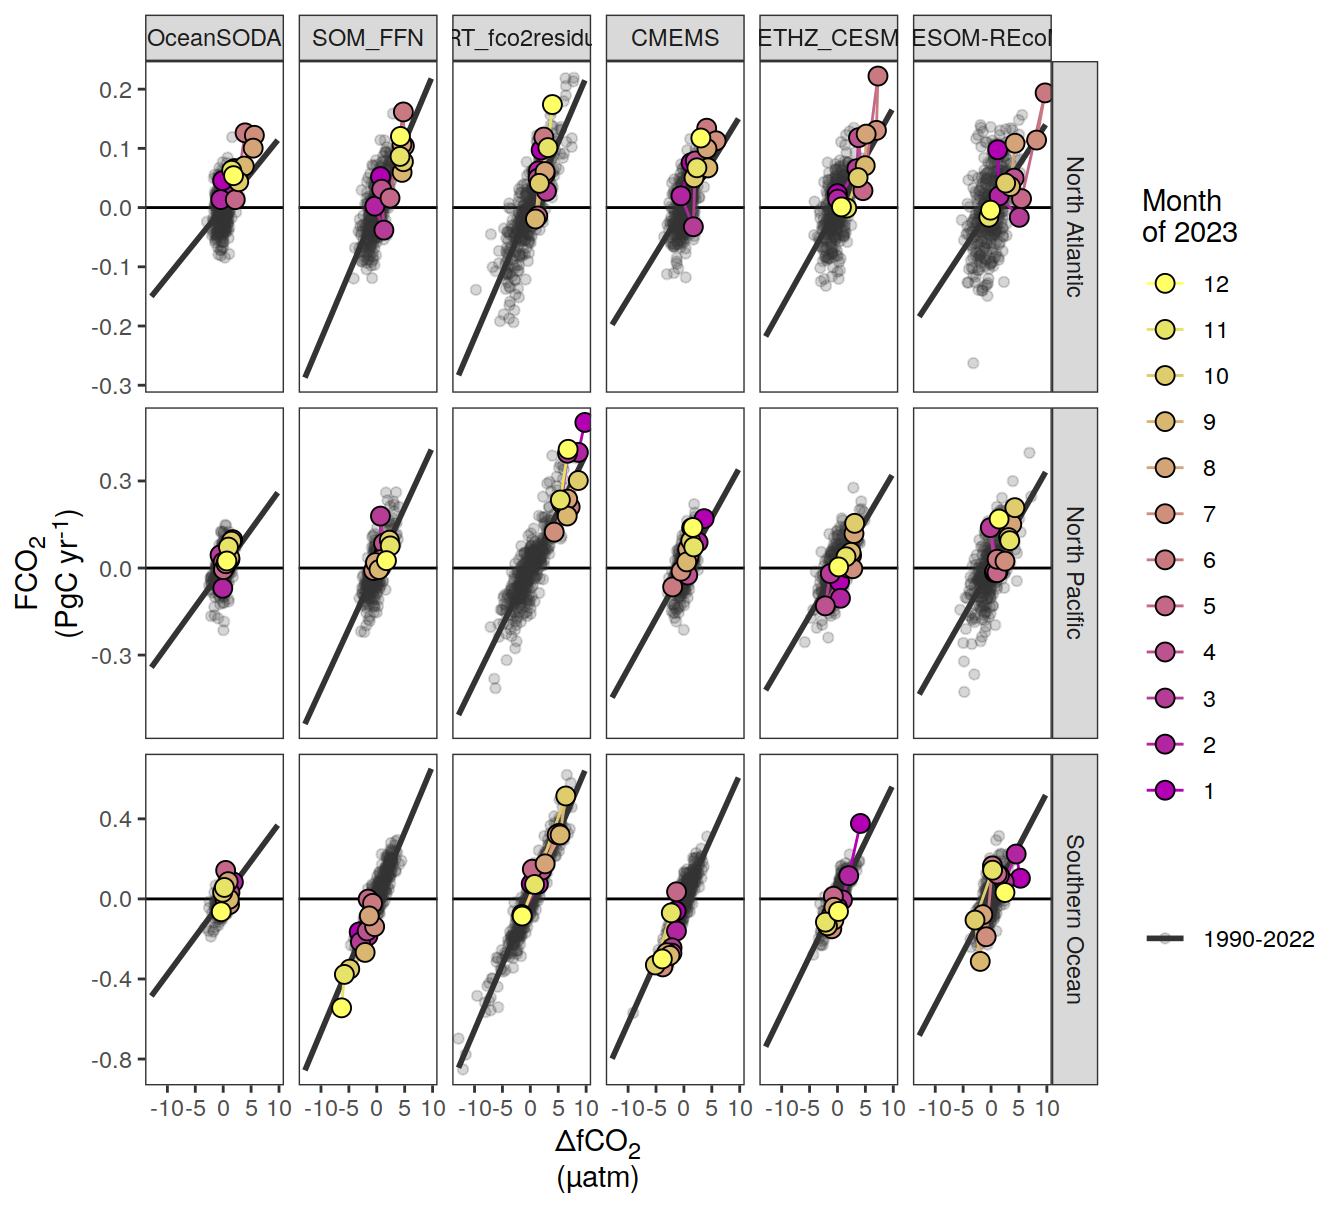 OceanSODA SOM_FFN RT_fco2residu CMEMS ETHZ_CESM ESOM-REcoM
0.2
0.1
0.0
-0.1
-0.2
-0.3
North Atlantic
0.3
0.0
-0.3
North Pacific
0.4
0.0
-0.4
-0.8
Southern Ocean
-10 -5 0 5 10 -10 -5 0 5 10 -10 -5 0 5 10 -10 -5 0 5 10 -10 -5 0 5 10 -10 -5 0 5 10
FCO₂
(PgC yr⁻¹)
ΔfCO₂
(µatm)
Month
of 2023
12
11
10
9
8
7
6
5
4
3
2
1
1990-2022